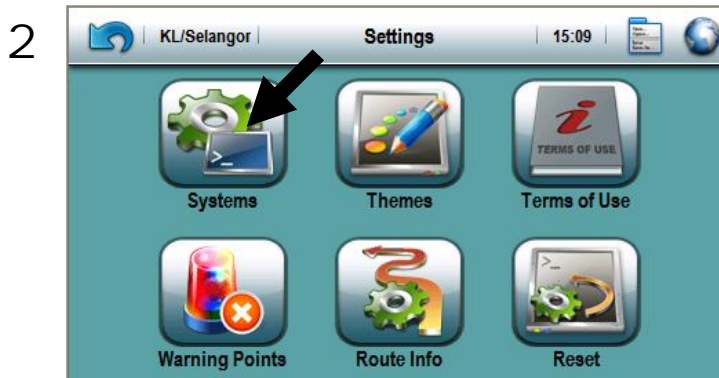 2
KL/Selangor
Settings
15:09
>_
TERMS OF USE
Systems
Themes
Terms of Use
>_
Warning Points
Route Info
Reset